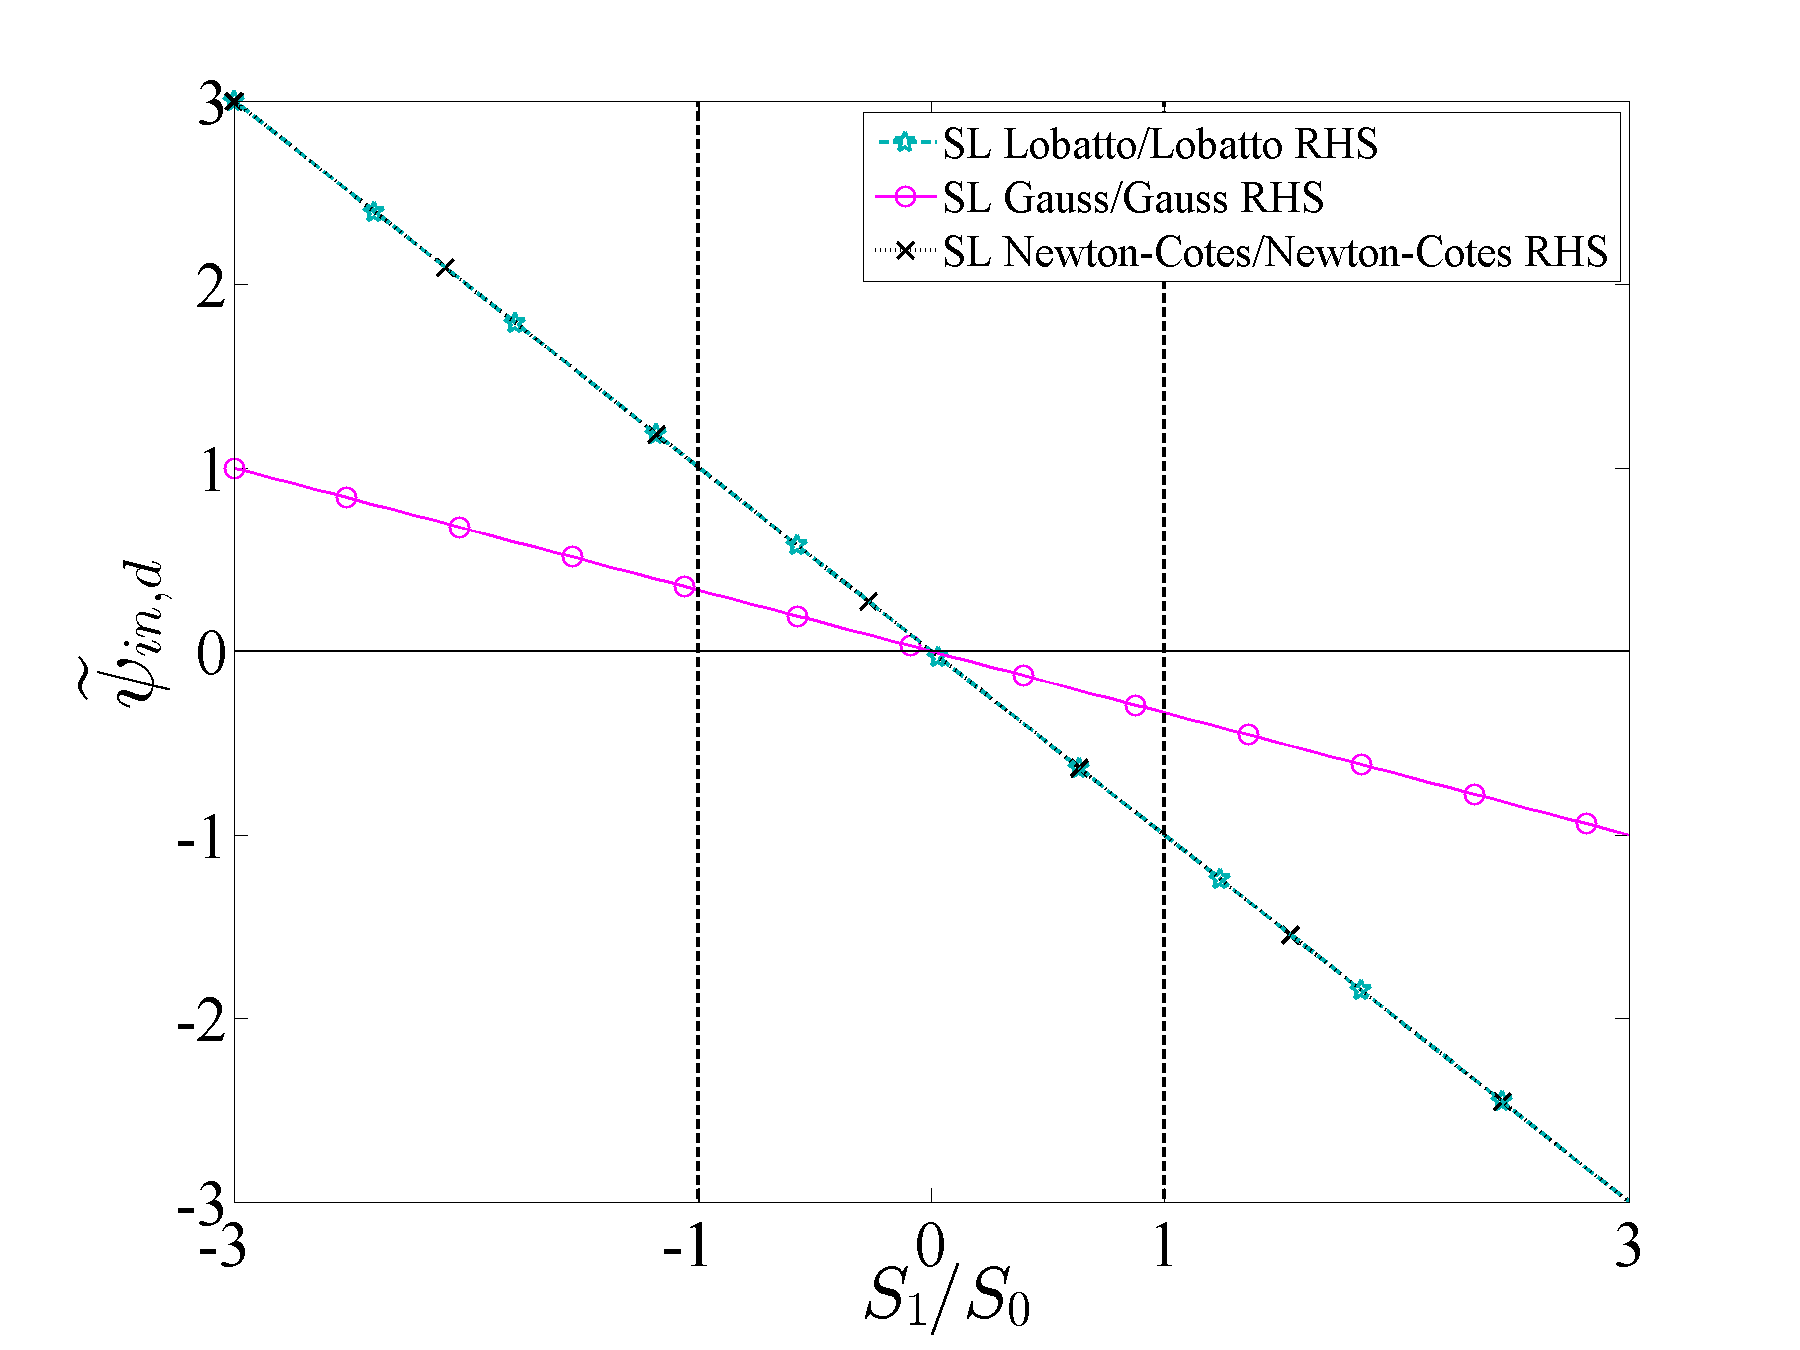 3
SL Lobatto/Lobatto RHS
SL Gauss/Gauss RHS
SL Newton-Cotes/Newton-Cotes RHS
2
1
0
-1
-2
-3
ψ̃in,d
-3 -1 0 1 3
S1/S0